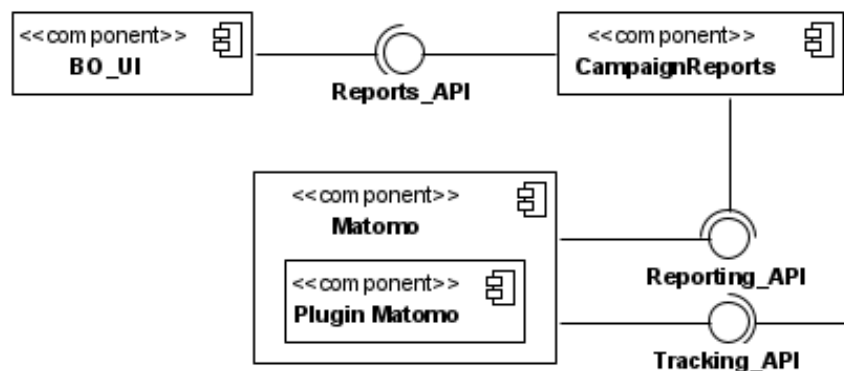 <<component>>
BO_UI
Reports_API
<<component>>
CampaignReports
<<component>>
Matomo
<<component>>
Plugin Matomo
Reporting_API
Tracking_API